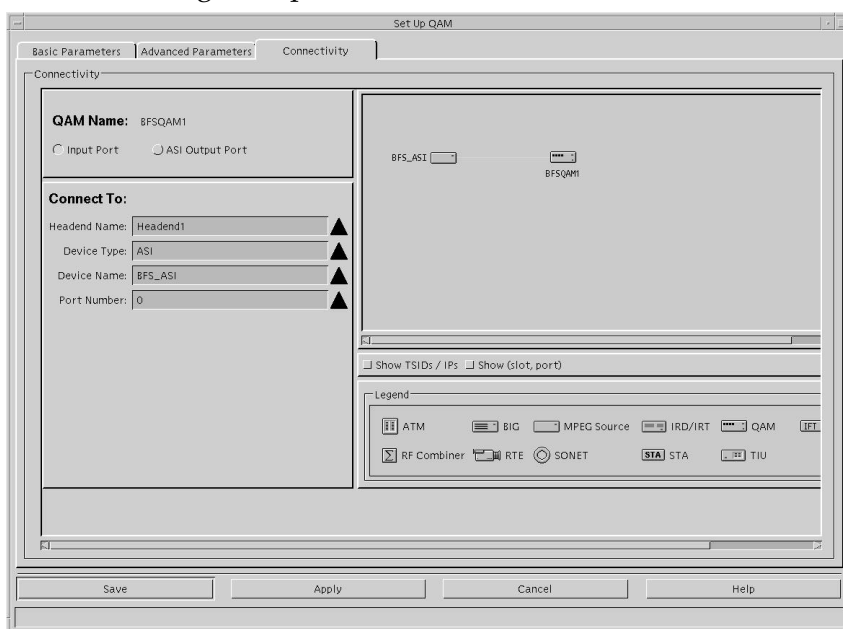 Set Up QAM
Basic Parameters Advanced Parameters Connectivity
Connectivity
QAM Name: BFSQAM1
Input Port ASI Output Port
Connect To:
Headend Name: Headend1
Device Type: ASI
Device Name: BFS_ASI
Port Number: 0
BFS_ASI
BFSQAM1
Show TSIDs / IPs Show (slot, port)
Legend
ATM BIG MPEG Source IRD/IRT QAM IFT
RF Combiner RTE SONET STA STA TIU
Save Apply Cancel Help